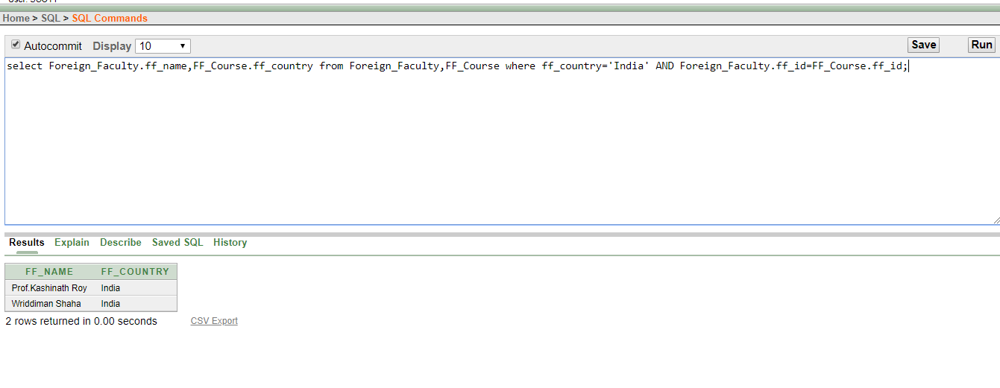 User: SCOTT
Home > SQL > SQL Commands
Autocommit Display 10 Save Run
select Foreign_Faculty.ff_name,FF_Course.ff_country from Foreign_Faculty,FF_Course where ff_country='India' AND Foreign_Faculty.ff_id=FF_Course.ff_id;
Results Explain Describe Saved SQL History
FF_NAME FF_COUNTRY
Prof.Kashinath Roy India
Wriddiman Shaha India
2 rows returned in 0.00 seconds CSV Export